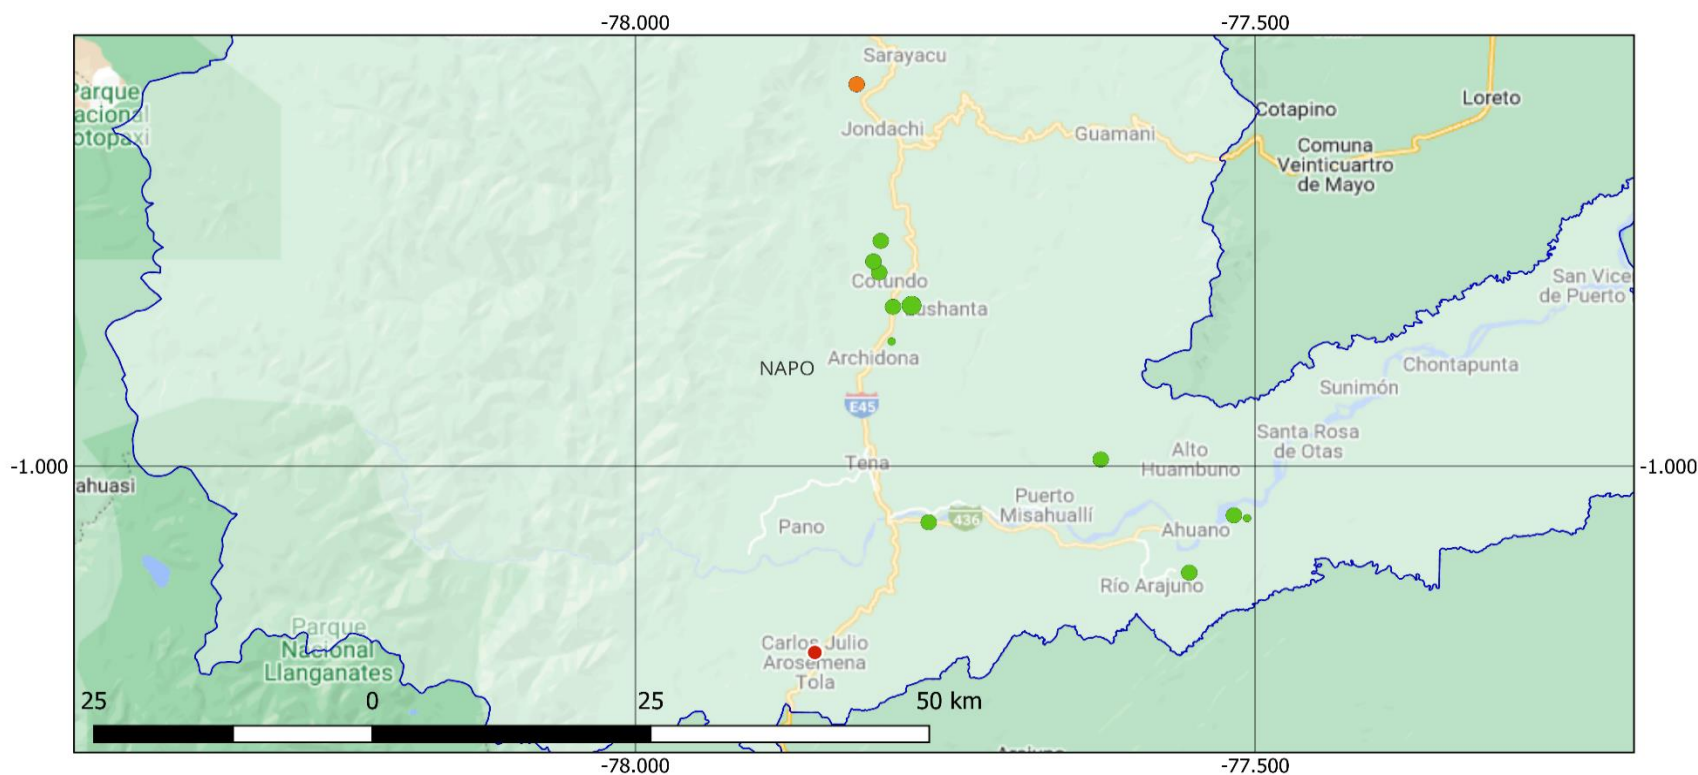 -78.000
-77.500
Sarayacu
Parque
acional
otopaxi
Loreto
Cotapino
Jondachi
Guamani
Comuna
Veinticuartro
de Mayo
San Vice
de Puerto
Cotundo
ushanta
Archidona
NAPO
Chontapunta
Sunimón
E45
Santa Rosa
de Otas
Alto
Huambuno
-1.000
Tena
-1.000
ahuasi
Puerto
Misahuallí
436
Pano
Ahuano
Río Arajuno
Parque
Nacional
Llanganates
Carlos Julio
Arosemena
Tola
25 0 25 50 km
-78.000
-77.500